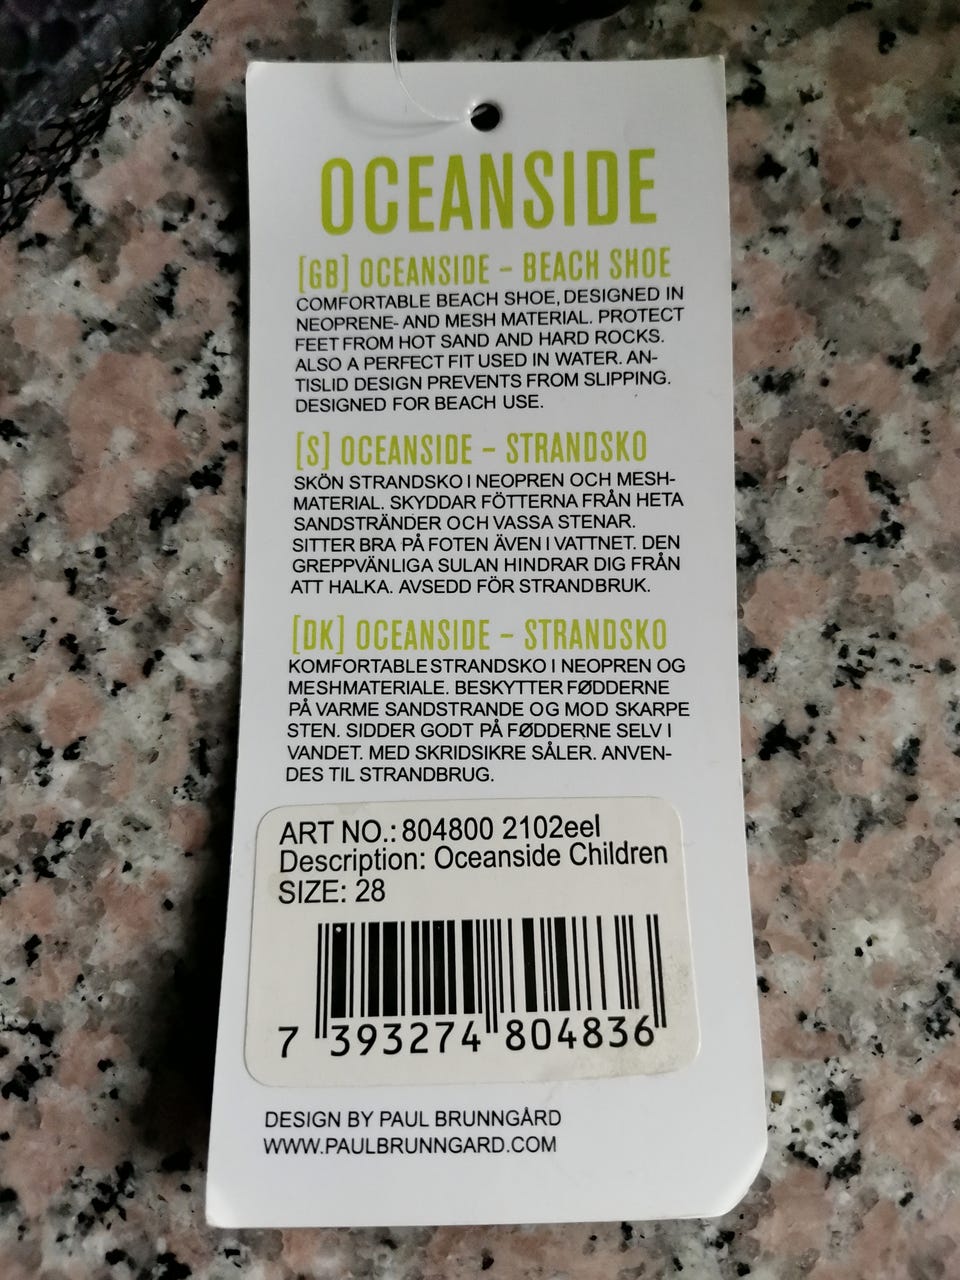 OCEANSIDE
[GB] OCEANSIDE – BEACH SHOE
COMFORTABLE BEACH SHOE, DESIGNED IN
NEOPRENE- AND MESH MATERIAL. PROTECT
FEET FROM HOT SAND AND HARD ROCKS.
ALSO A PERFECT FIT USED IN WATER. AN-
TISLID DESIGN PREVENTS FROM SLIPPING.
DESIGNED FOR BEACH USE.
[S] OCEANSIDE – STRANDSKO
SKÖN STRANDSKO I NEOPREN OCH MESH-
MATERIAL. SKYDDAR FÖTTERNA FRÅN HETA
SANDSTRÄNDER OCH VASSA STENAR.
SITTER BRA PÅ FOTEN ÄVEN I VATTNET. DEN
GREPPVÄNLIGA SULAN HINDRAR DIG FRÅN
ATT HALKA. AVSEDD FÖR STRANDBRUK.
[DK] OCEANSIDE – STRANDSKO
KOMFORTABLE STRANDSKO I NEOPREN OG
MESHMATERIALE. BESKYTTER FØDDERNE
PÅ VARME SANDSTRANDE OG MOD SKARPE
STEN. SIDDER GODT PÅ FØDDERNE SELV I
VANDET. MED SKRIDSIKRE SÅLER. ANVEN-
DES TIL STRANDBRUG.
ART NO.: 804800 2102eel
Description: Oceanside Children
SIZE: 28
7 393274 804836
DESIGN BY PAUL BRUNNGÅRD
WWW.PAULBRUNNGARD.COM